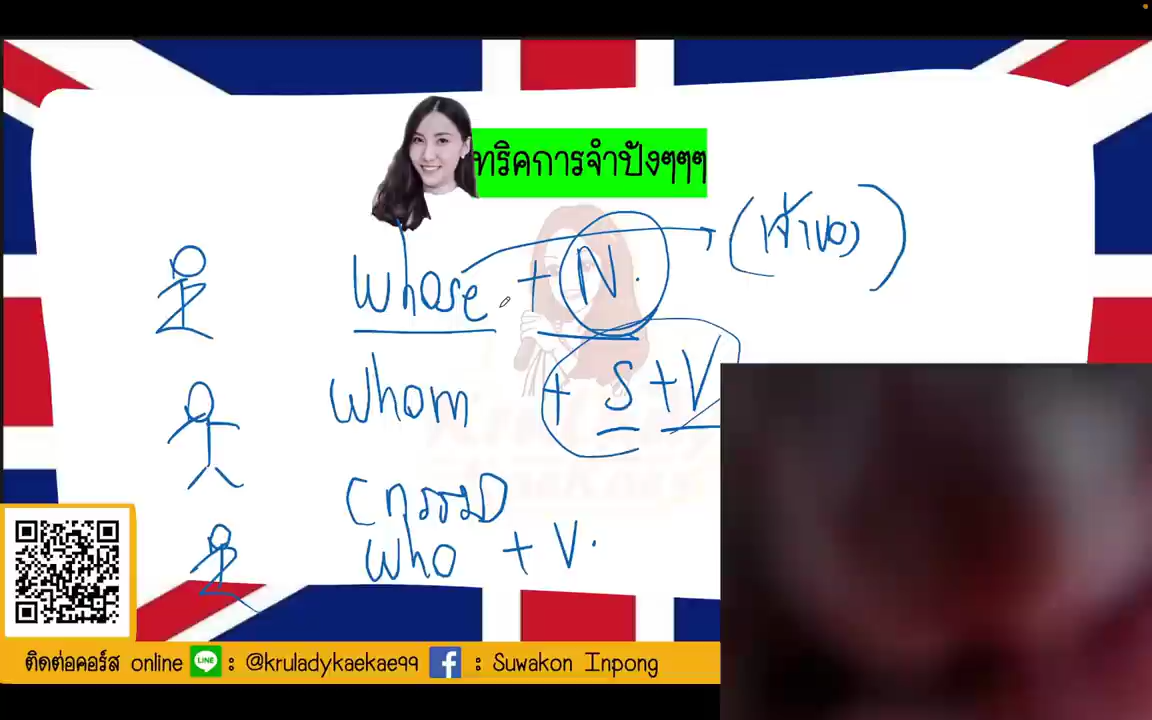 ทริคการจำปังๆๆๆ
whose + N. (เจ้าของ)
whom + S + V
(กรรม)
who + V.
ติดต่อคอร์ส online LINE : @kruladykaekae99 f : Suwakon Inpong